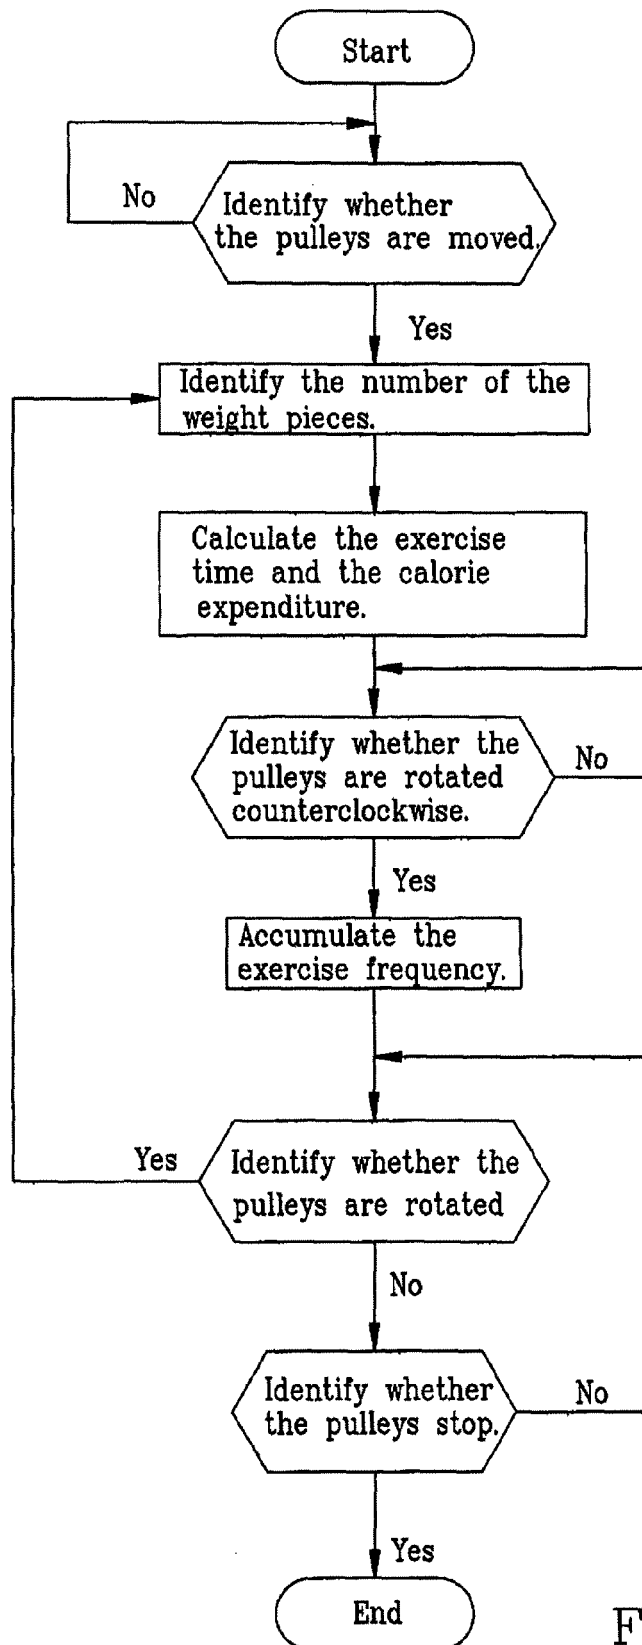 Start
No
Identify whether
the pulleys are moved.
Yes
Identify the number of the
weight pieces.
Calculate the exercise
time and the calorie
expenditure.
Identify whether the
pulleys are rotated
counterclockwise.
No
Yes
Accumulate the
exercise frequency.
Yes
Identify whether the
pulleys are rotated
No
Identify whether
the pulleys stop.
No
Yes
End
F